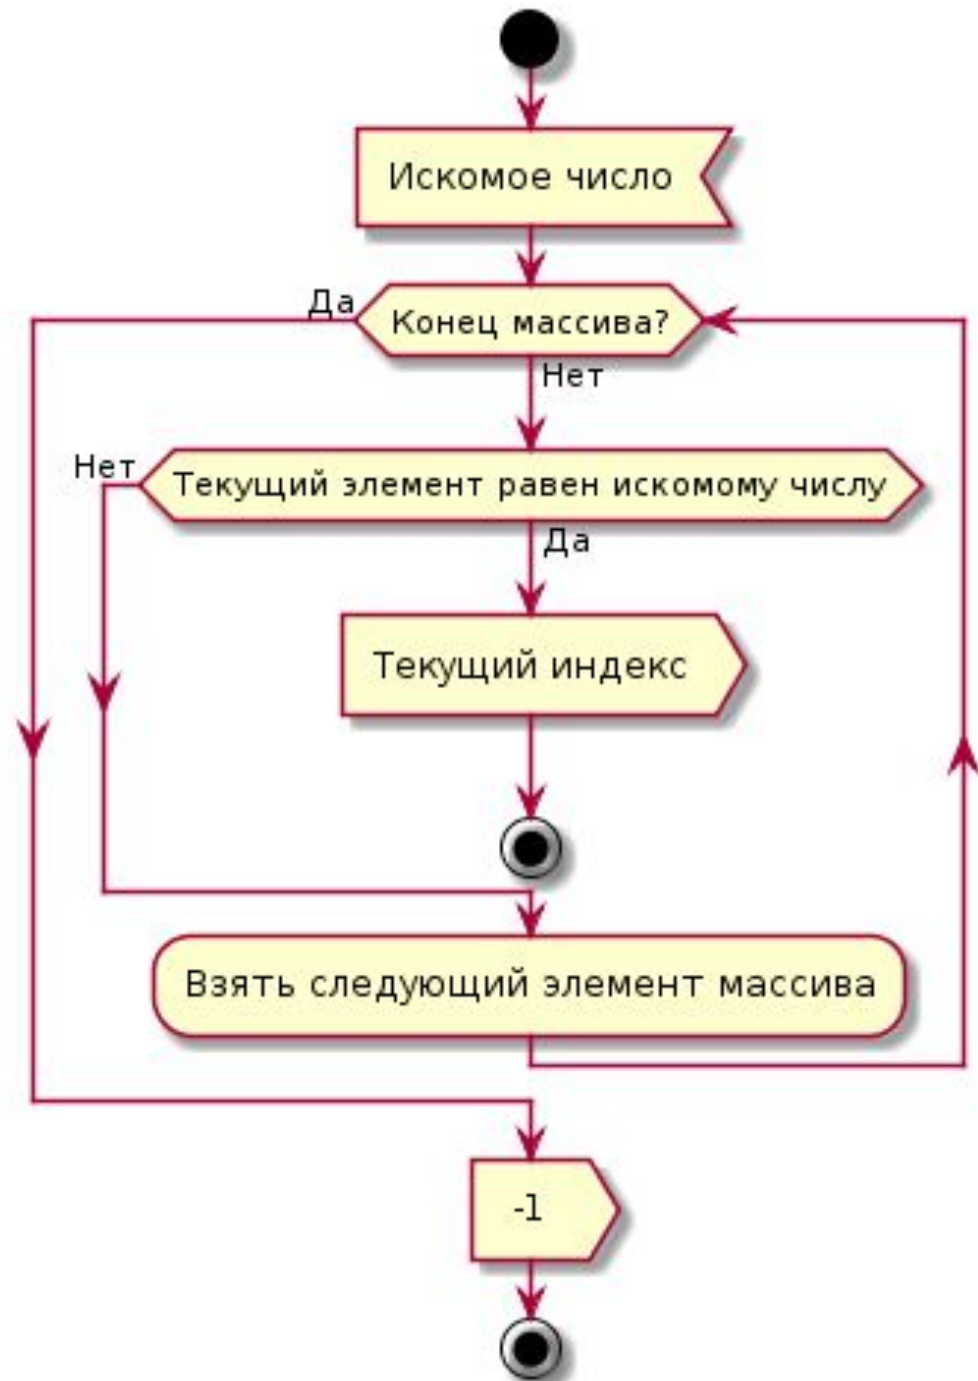 Искомое число
Да
Конец массива?
Нет
Нет
Текущий элемент равен искомому числу
Да
Текущий индекс
Взять следующий элемент массива
-1